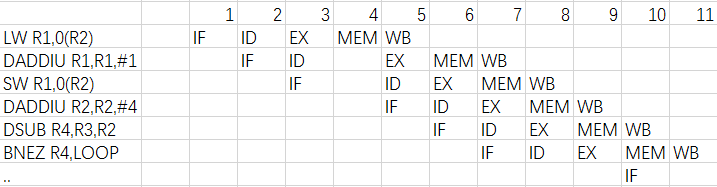 1 2 3 4 5 6 7 8 9 10 11
LW R1,0(R2) IF ID EX MEM WB
DADDIU R1,R1,#1 IF ID EX MEM WB
SW R1,0(R2) IF ID EX MEM WB
DADDIU R2,R2,#4 IF ID EX MEM WB
DSUB R4,R3,R2 IF ID EX MEM WB
BNEZ R4,LOOP IF ID EX MEM WB
.. IF